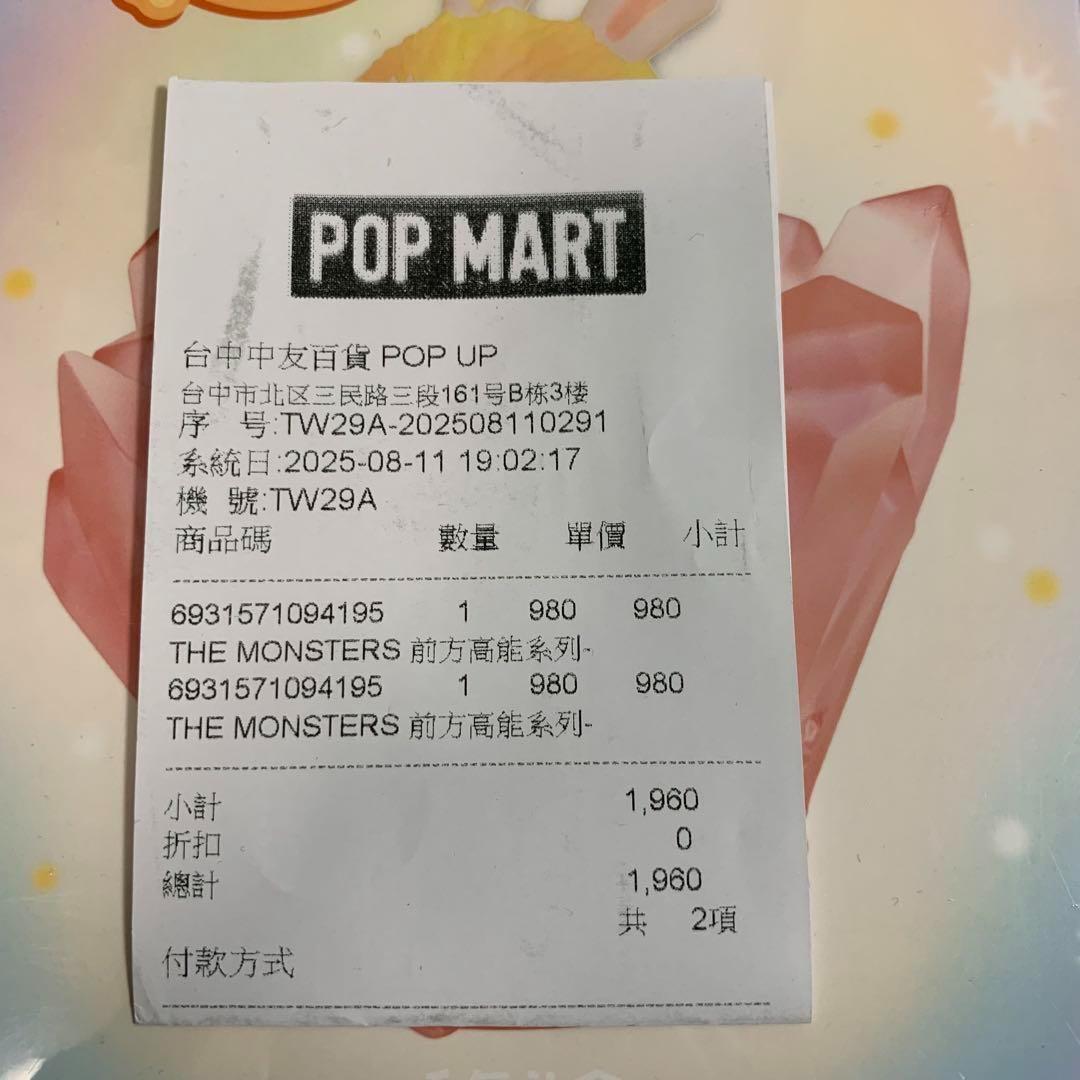 POP MART
台中中友百貨 POP UP
台中市北区三民路三段161号B栋3楼
序 号:TW29A-202508110291
系統日:2025-08-11 19:02:17
機 號:TW29A
商品碼 數量 單價 小計
6931571094195 1 980 980
THE MONSTERS 前方高能系列-
6931571094195 1 980 980
THE MONSTERS 前方高能系列-
小計 1,960
折扣 0
總計 1,960
共 2項
付款方式